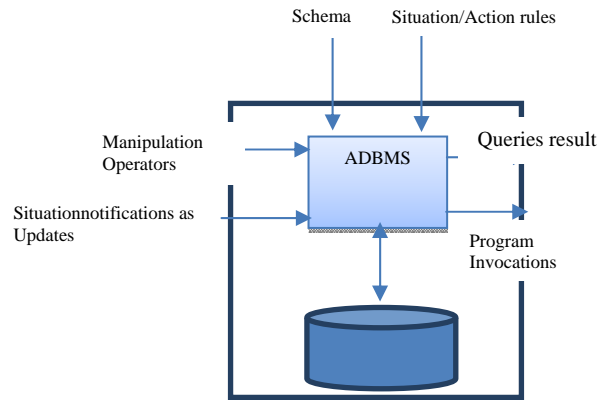 Schema
Situation/Action rules
Manipulation
Operators
ADBMS
Queries result
Situationnotifications as
Updates
Program
Invocations